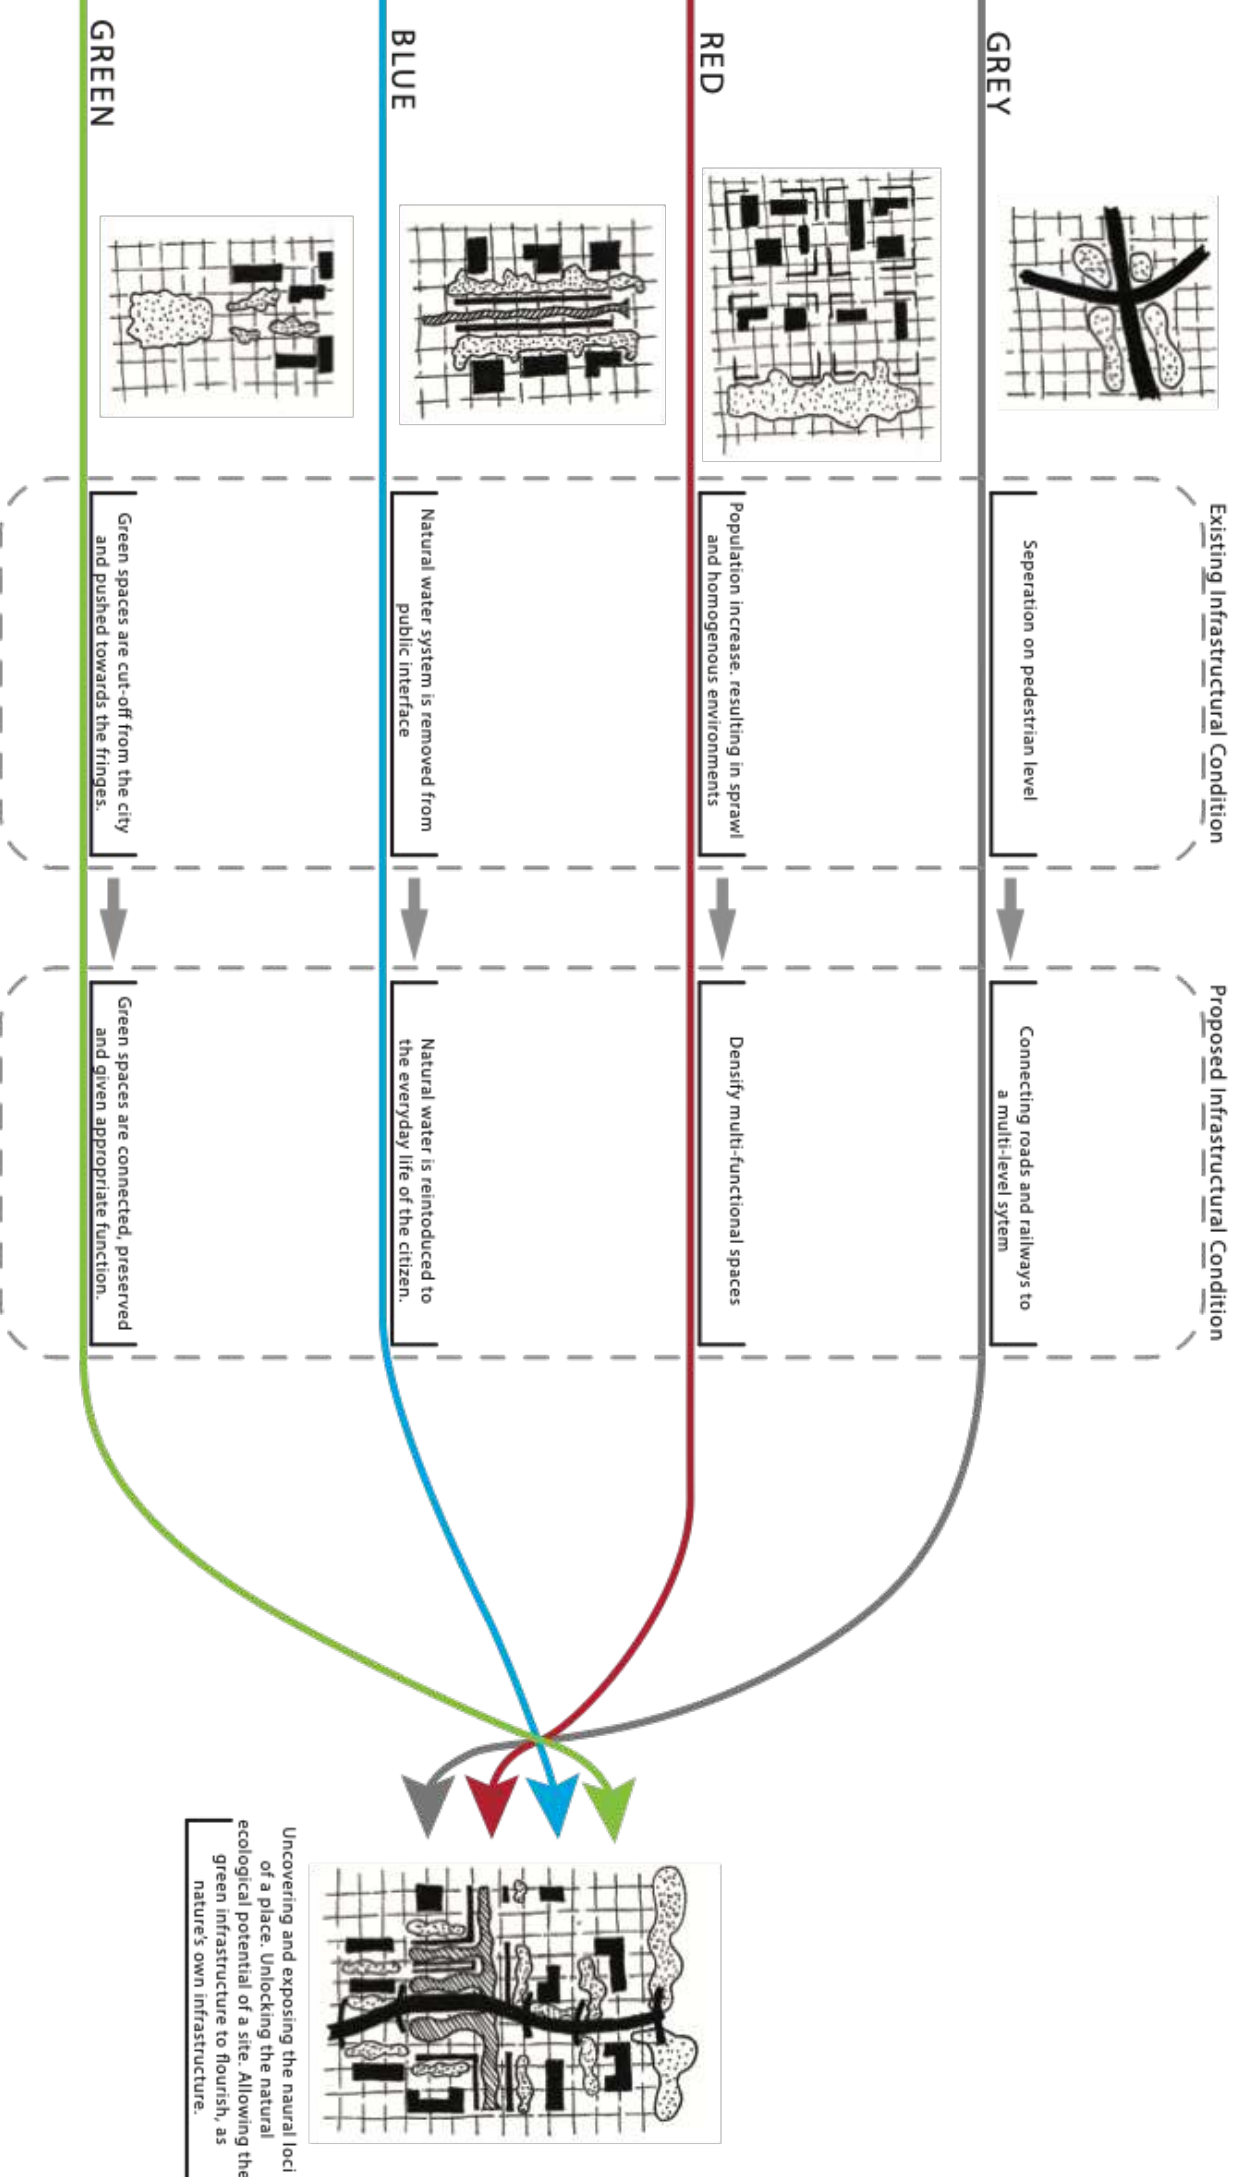 Existing Infrastructural Condition
Proposed Infrastructural Condition
GREY
Seperation on pedestrian level
Connecting roads and railways to
a multi-level sytem
RED
Population increase. resulting in sprawl
and homogenous environments
Densify multi-functional spaces
BLUE
Natural water system is removed from
public interface
Natural water is reintoduced to
the everyday life of the citizen.
GREEN
Green spaces are cut-off from the city
and pushed towards the fringes.
Green spaces are connected, preserved
and given appropriate function.
Uncovering and exposing the naural loci
of a place. Unlocking the natural
ecological potential of a site. Allowing the
green infrastructure to flourish, as
nature's own infrastructure.